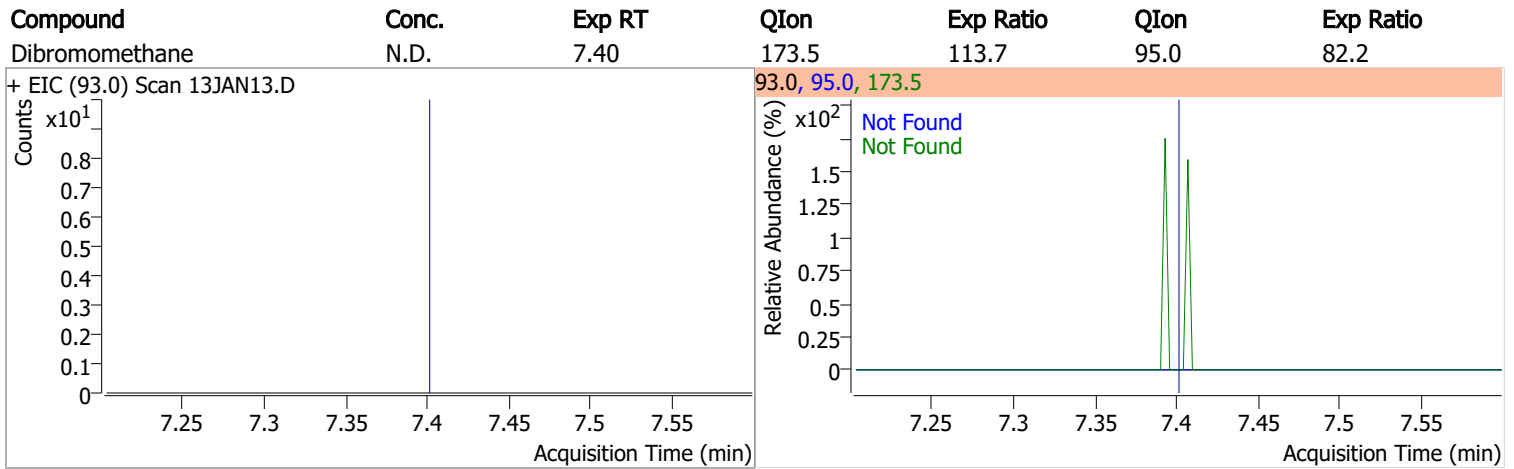 Compound Conc. Exp RT QIon Exp Ratio QIon Exp Ratio
Dibromomethane N.D. 7.40 173.5 113.7 95.0 82.2
+ EIC (93.0) Scan 13JAN13.D
Counts
x10^1
0.8
0.7
0.6
0.5
0.4
0.3
0.2
0.1
0
7.25 7.3 7.35 7.4 7.45 7.5 7.55
Acquisition Time (min)
93.0, 95.0, 173.5
Relative Abundance (%)
x10^2
Not Found
Not Found
1.5
1.25
1
0.75
0.5
0.25
0
7.25 7.3 7.35 7.4 7.45 7.5 7.55
Acquisition Time (min)